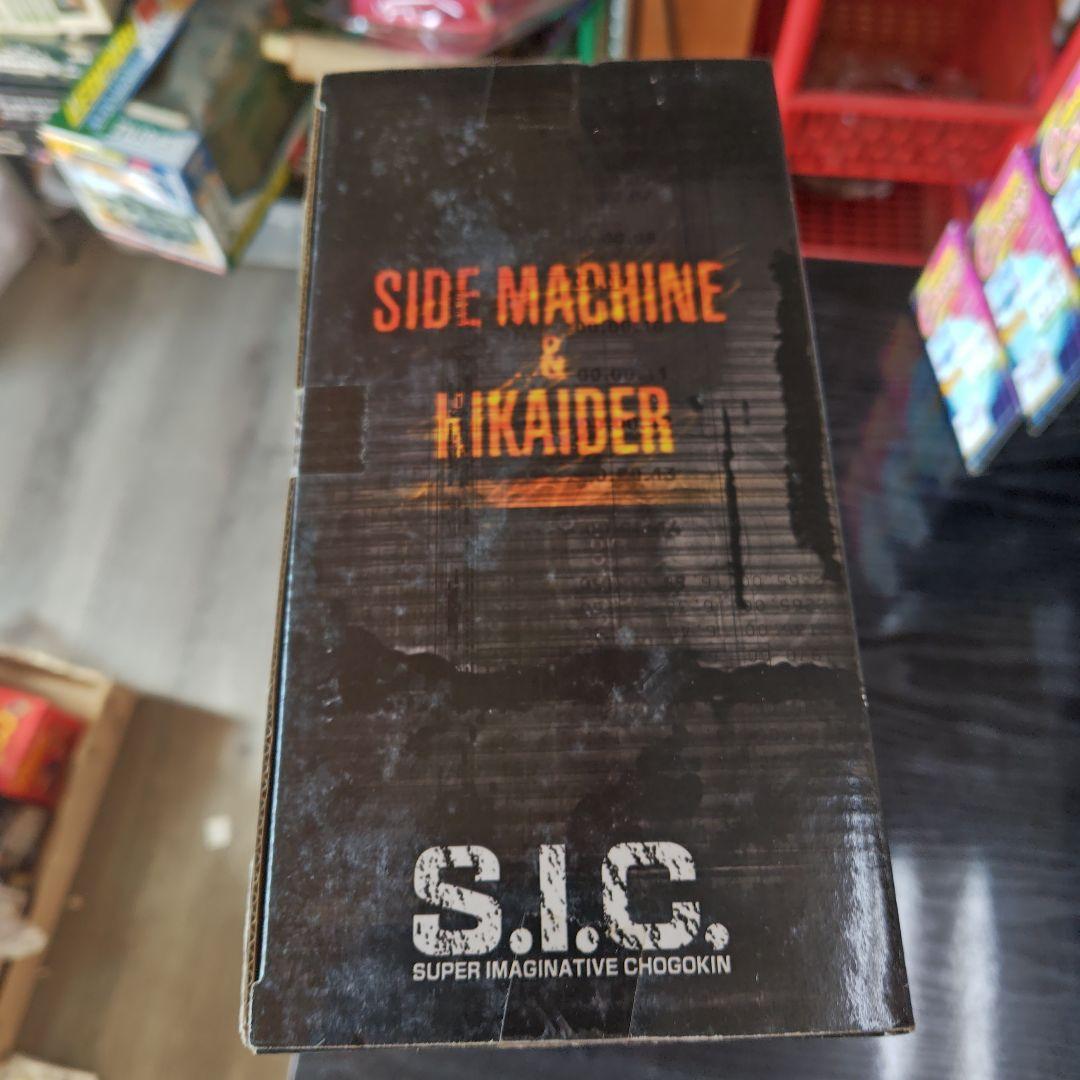 SIDE MACHINE
&
KIKAIDER
S.I.C.
SUPER IMAGINATIVE CHOGOKIN